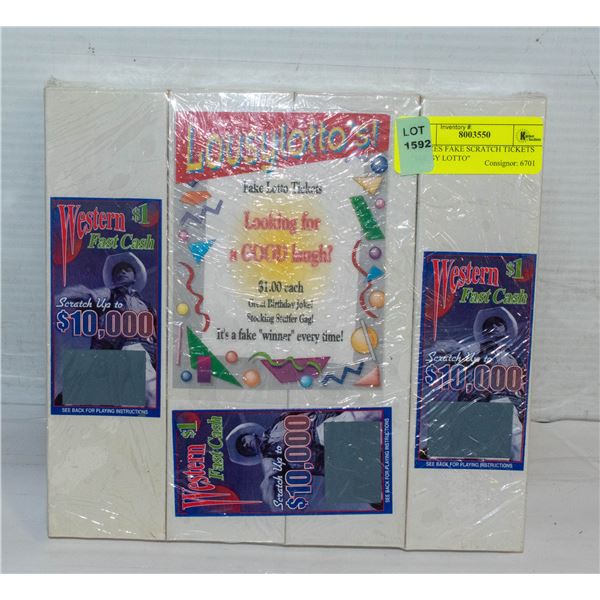 Lousylotto's!
Fake Lotto Tickets
Looking for
a GOOD laugh?
$1.00 each
Great Birthday Joke!
Stocking Stuffer Gag!
it's a fake "winner" every time!
LOT
1592
Inventory #:
8003550
ES FAKE SCRATCH TICKETS
LOTTO"
Consignor: 6701
Western $1
Fast Cash
Scratch Up to
$10,000
SEE BACK FOR PLAYING INSTRUCTIONS
Western $1
Fast Cash
Scratch Up to
$10,000
SEE BACK FOR PLAYING INSTRUCTIONS
Western $1
Fast Cash
Scratch Up to
$10,000
SEE BACK FOR PLAYING INSTRUCTIONS